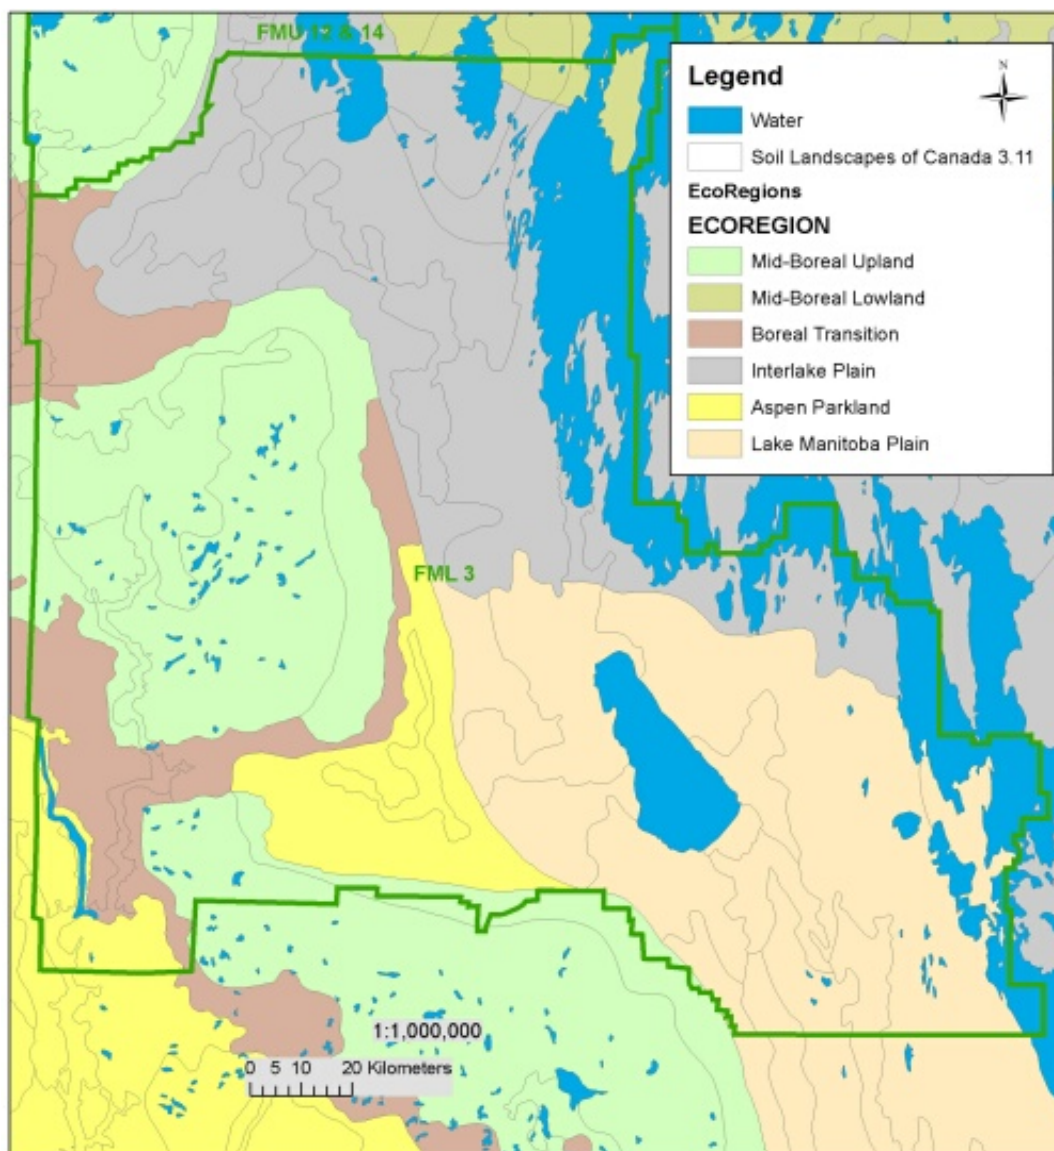 FMU 12 & 14
Legend
N
Water
Soil Landscapes of Canada 3.11
EcoRegions
ECOREGION
Mid-Boreal Upland
Mid-Boreal Lowland
Boreal Transition
Interlake Plain
Aspen Parkland
Lake Manitoba Plain
FML 3
1:1,000,000
0 5 10 20 Kilometers